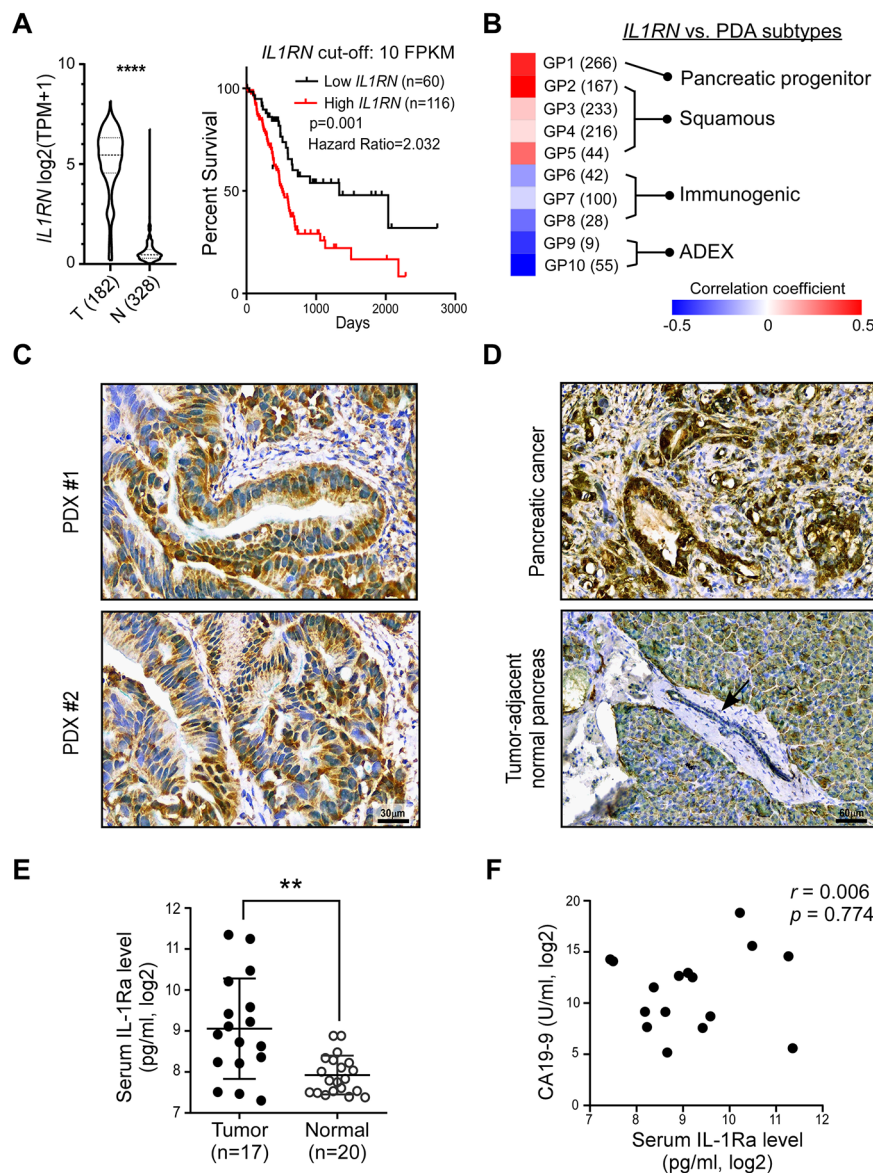 A
****
IL1RN log2(TPM+1)
10
5
0
T (182)
N (328)
IL1RN cut-off: 10 FPKM
Low IL1RN (n=60)
High IL1RN (n=116)
p=0.001
Hazard Ratio=2.032
Percent Survival
100
50
0
0
1000
2000
3000
Days
B
IL1RN vs. PDA subtypes
GP1 (266)
GP2 (167)
GP3 (233)
GP4 (216)
GP5 (44)
GP6 (42)
GP7 (100)
GP8 (28)
GP9 (9)
GP10 (55)
Pancreatic progenitor
Squamous
Immunogenic
ADEX
Correlation coefficient
-0.5
0
0.5
C
PDX #1
PDX #2
30μm
D
Pancreatic cancer
Tumor-adjacent
normal pancreas
60μm
E
**
Serum IL-1Ra level
(pg/ml, log2)
12
11
10
9
8
7
Tumor
(n=17)
Normal
(n=20)
F
r = 0.006
p = 0.774
CA19-9 (U/ml, log2)
20
15
10
5
0
7
8
9
10
11
12
Serum IL-1Ra level
(pg/ml, log2)